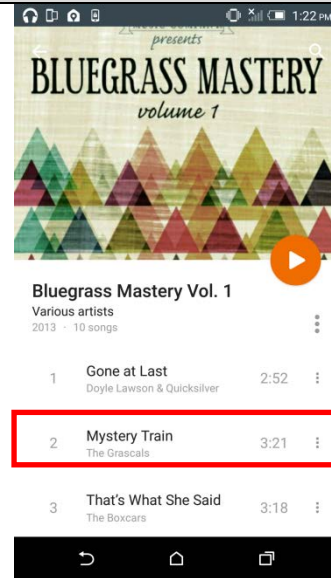 1:22 PM
presents
BLUEGRASS MASTERY
volume 1
Bluegrass Mastery Vol. 1
Various artists
2013 · 10 songs
1 Gone at Last 2:52
Doyle Lawson & Quicksilver
2 Mystery Train 3:21
The Grascals
3 That's What She Said 3:18
The Boxcars